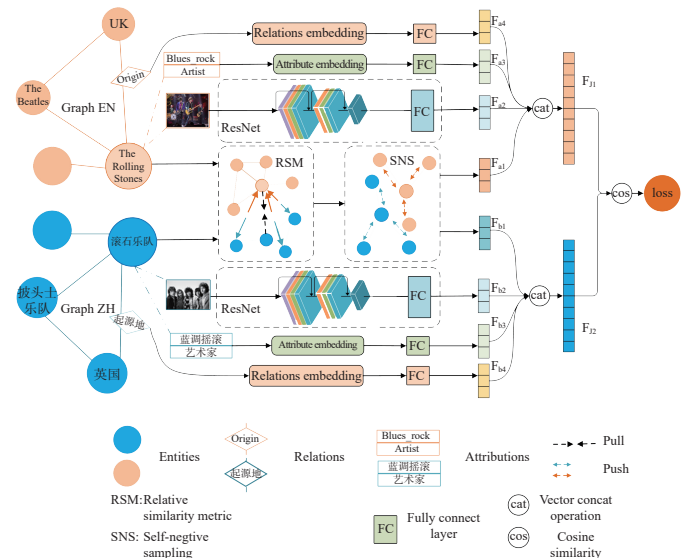 UK
Relations embedding
FC
Fa4
Origin
Blues_rock
Artist
Attribute embedding
FC
Fa3
The
Beatles
Graph EN
ResNet
FC
Fa2
cat
FJ1
The
Rolling
Stones
RSM
SNS
Fa1
cos
loss
滚石乐队
Fb1
披头士
乐队
Graph ZH
起源地
ResNet
FC
Fb2
cat
FJ2
英国
蓝调摇滚
艺术家
Attribute embedding
FC
Fb3
Relations embedding
FC
Fb4
Entities
Origin
起源地
Relations
Blues_rock
Artist
蓝调摇滚
艺术家
Attributions
Pull
Push
RSM: Relative
similarity metric
SNS: Self-negtive
sampling
FC
Fully connect
layer
cat
Vector concat
operation
cos
Cosine
similarity